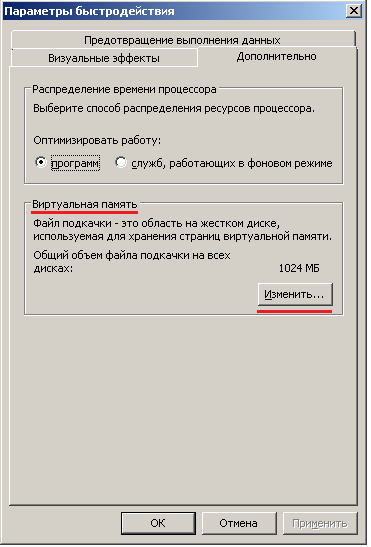 Параметры быстродействия
Предотвращение выполнения данных
Визуальные эффекты
Дополнительно
Распределение времени процессора
Выберите способ распределения ресурсов процессора.
Оптимизировать работу:
программ
служб, работающих в фоновом режиме
Виртуальная память
Файл подкачки - это область на жестком диске,
используемая для хранения страниц виртуальной памяти.
Общий объем файла подкачки на всех
дисках:
1024 МБ
Изменить...
ОК
Отмена
Применить